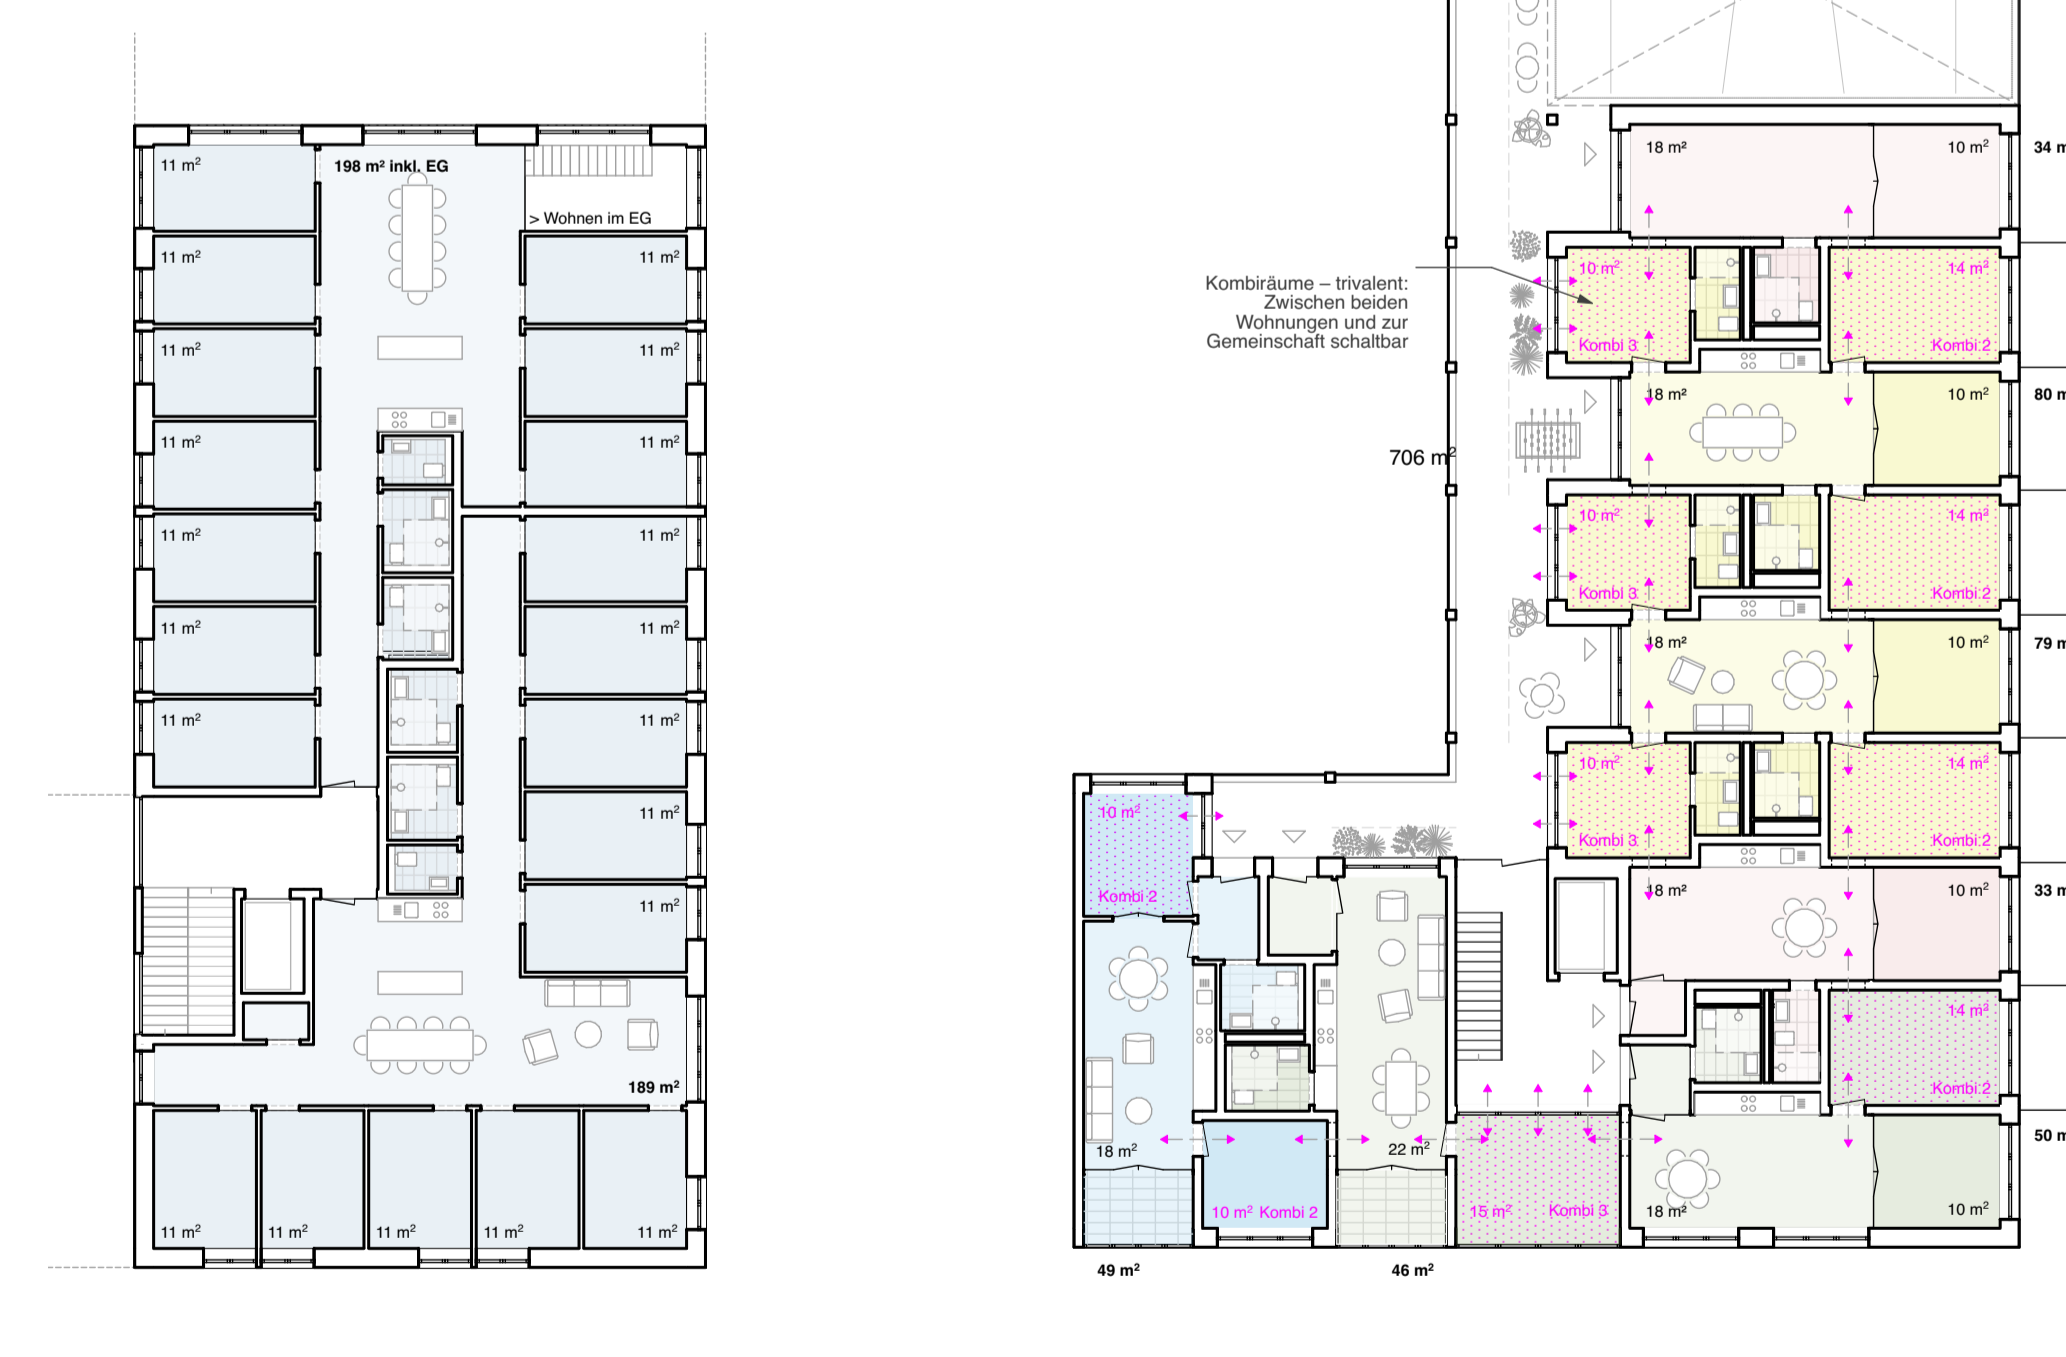 11 m²
198 m² inkl. EG
> Wohnen im EG
11 m²
11 m²
11 m²
11 m²
11 m²
11 m²
11 m²
11 m²
11 m²
11 m²
11 m²
11 m²
11 m²
11 m²
189 m²
11 m²
11 m²
11 m²
11 m²
11 m²
Kombiräume – trivalent:
Zwischen beiden
Wohnungen und zur
Gemeinschaft schaltbar
706 m²
18 m²
10 m²
34 m
10 m²
Kombi 3
14 m²
Kombi 2
18 m²
10 m²
80 m
10 m²
Kombi 3
14 m²
Kombi 2
18 m²
10 m²
79 m
10 m²
Kombi 3
14 m²
Kombi 2
18 m²
10 m²
33 m
14 m²
Kombi 2
18 m²
10 m²
50 m
10 m²
Kombi 2
18 m²
10 m² Kombi 2
22 m²
15 m²
Kombi 3
49 m²
46 m²